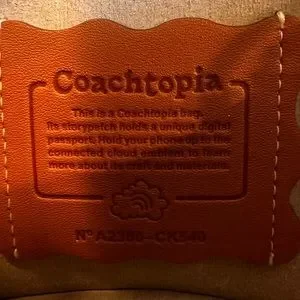 Coachtopia
This is a Coachtopia bag.
Its storypatch holds a unique digital
passport. Hold your phone up to the
connected cloud emblem to learn
more about its craft and materials.